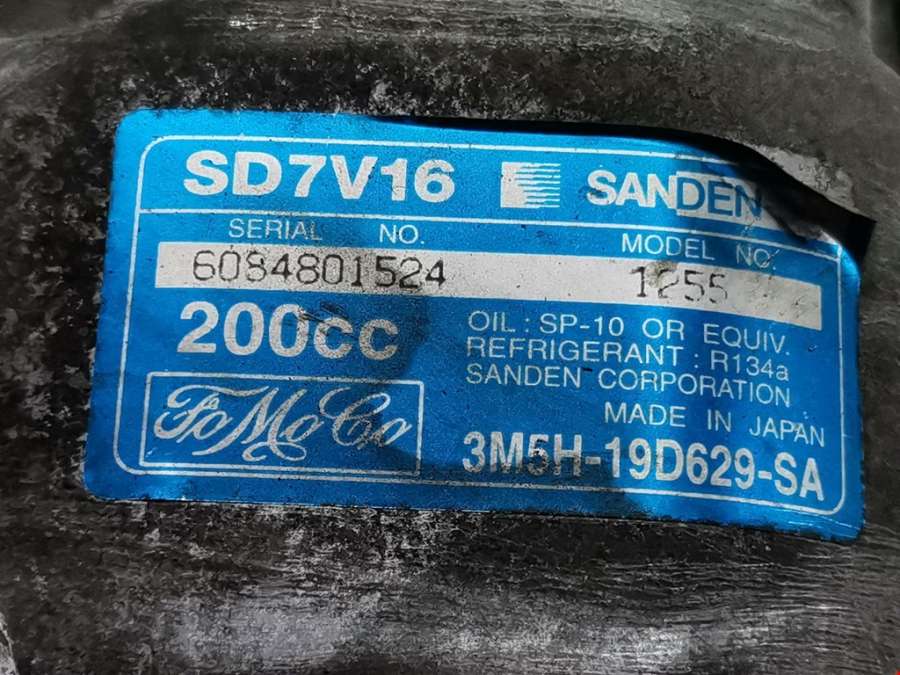 SD7V16 SANDEN
SERIAL NO. MODEL NO.
6084801524 1255
200cc
OIL : SP-10 OR EQUIV.
REFRIGERANT : R134a
SANDEN CORPORATION
MADE IN JAPAN
FoMoCo
3M5H-19D629-SA